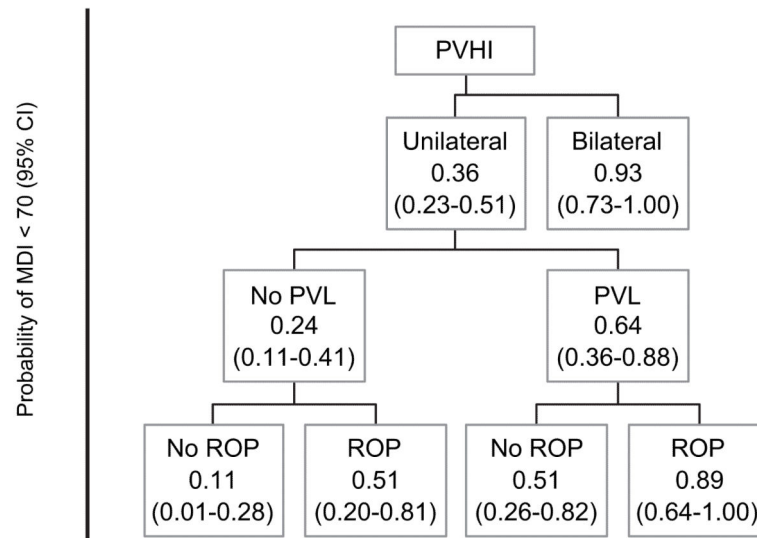 Probability of MDI < 70 (95% CI)
PVHI
Unilateral
0.36
(0.23-0.51)
Bilateral
0.93
(0.73-1.00)
No PVL
0.24
(0.11-0.41)
PVL
0.64
(0.36-0.88)
No ROP
0.11
(0.01-0.28)
ROP
0.51
(0.20-0.81)
No ROP
0.51
(0.26-0.82)
ROP
0.89
(0.64-1.00)